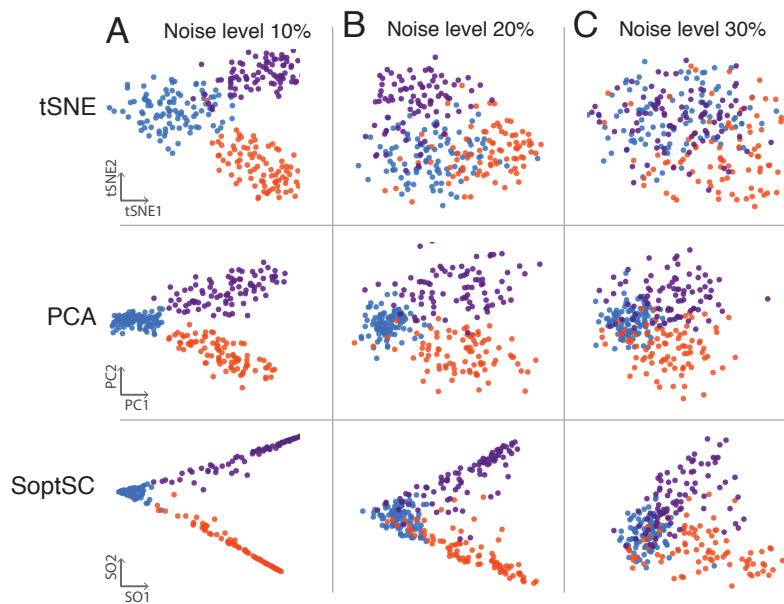 A Noise level 10% B Noise level 20% C Noise level 30%
tSNE
tSNE2
tSNE1
PCA
PC2
PC1
SoptSC
SO2
SO1